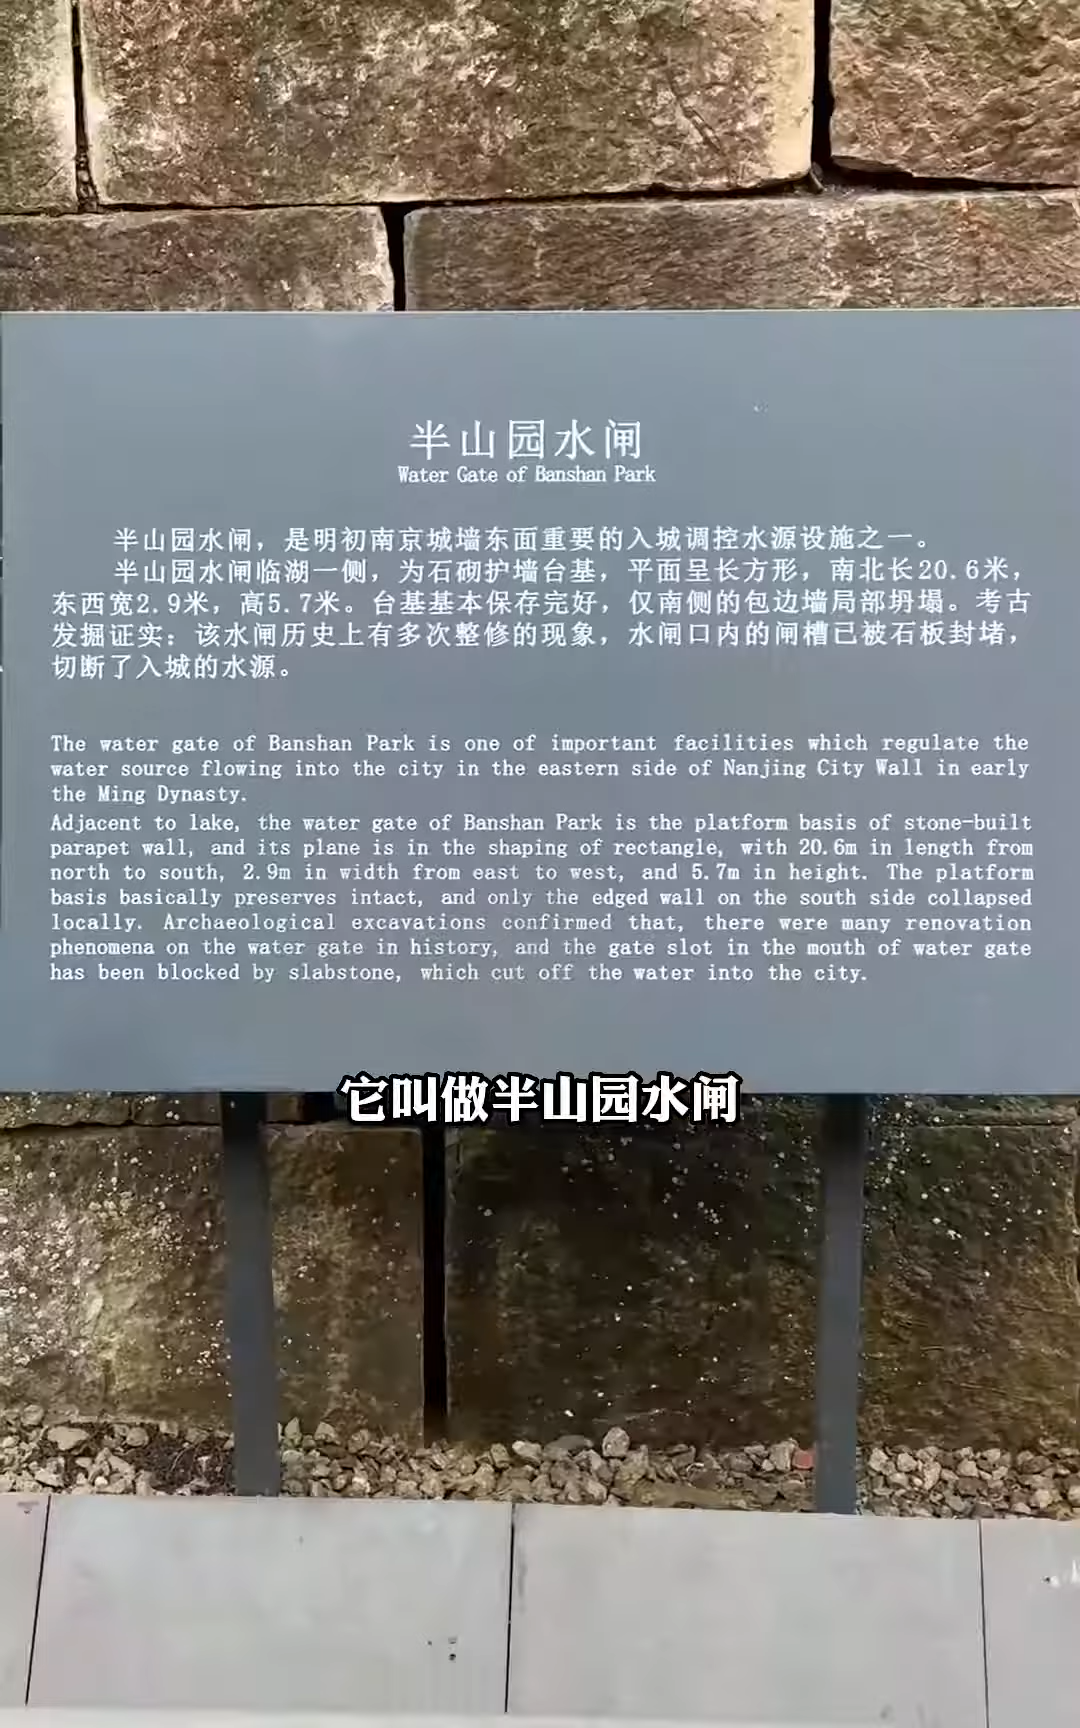 半山园水闸
Water Gate of Banshan Park
半山园水闸，是明初南京城墙东面重要的入城调控水源设施之一。
半山园水闸临湖一侧，为石砌护墙台基，平面呈长方形，南北长20.6米，
东西宽2.9米，高5.7米。台基基本保存完好，仅南侧的包边墙局部坍塌。考古
发掘证实：该水闸历史上有多次整修的现象，水闸口内的闸槽已被石板封堵，
切断了入城的水源。
The water gate of Banshan Park is one of important facilities which regulate the
water source flowing into the city in the eastern side of Nanjing City Wall in early
the Ming Dynasty.
Adjacent to lake, the water gate of Banshan Park is the platform basis of stone-built
parapet wall, and its plane is in the shaping of rectangle, with 20.6m in length from
north to south, 2.9m in width from east to west, and 5.7m in height. The platform
basis basically preserves intact, and only the edged wall on the south side collapsed
locally. Archaeological excavations confirmed that, there were many renovation
phenomena on the water gate in history, and the gate slot in the mouth of water gate
has been blocked by slabstone, which cut off the water into the city.
它叫做半山园水闸